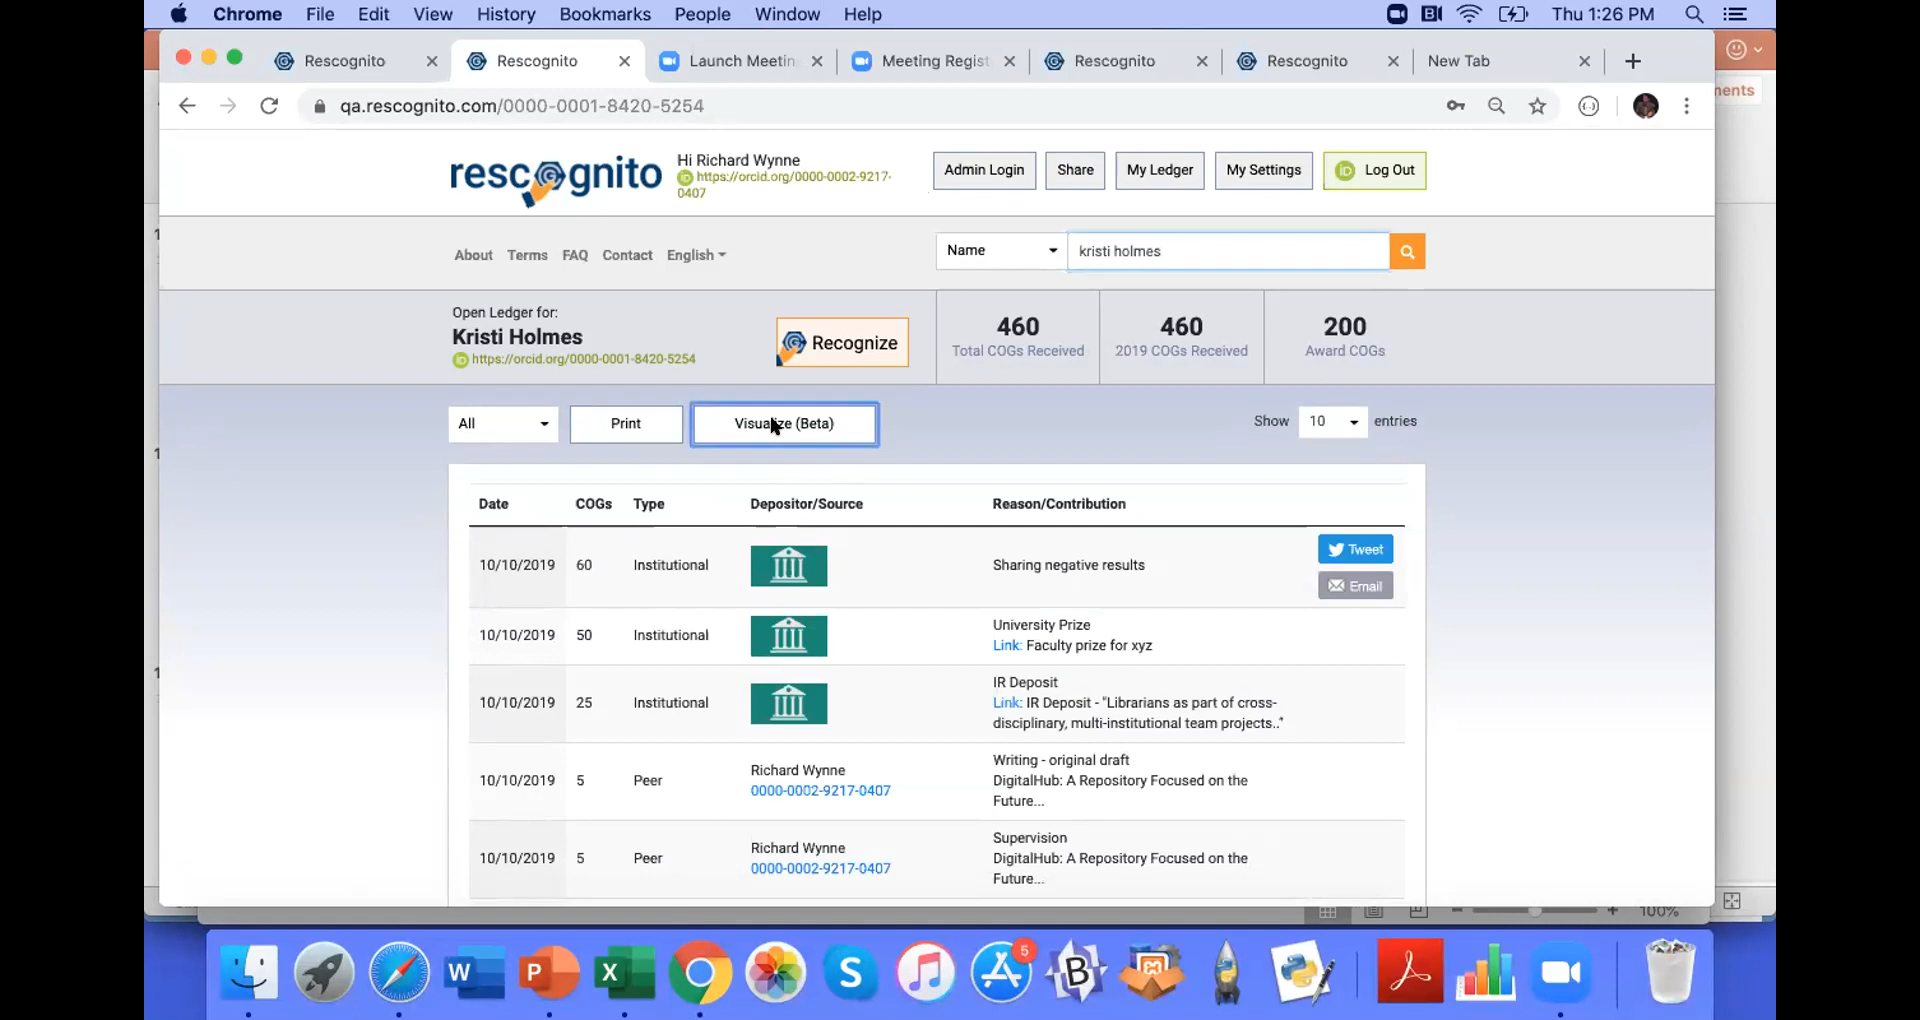 Chrome File Edit View History Bookmarks People Window Help
Thu 1:26 PM
Rescognito
Rescognito
Launch Meetin
Meeting Regist
Rescognito
Rescognito
New Tab
qa.rescognito.com/0000-0001-8420-5254
ments
rescognito
Hi Richard Wynne
https://orcid.org/0000-0002-9217-
0407
Admin Login
Share
My Ledger
My Settings
iD Log Out
About Terms FAQ Contact English
Name
kristi holmes
Open Ledger for:
Kristi Holmes
https://orcid.org/0000-0001-8420-5254
Recognize
460
Total COGs Received
460
2019 COGs Received
200
Award COGs
All
Print
Visualize (Beta)
Show 10 entries
Date COGs Type Depositor/Source Reason/Contribution
10/10/2019 60 Institutional Sharing negative results
Tweet
Email
10/10/2019 50 Institutional
University Prize
Link: Faculty prize for xyz
10/10/2019 25 Institutional
IR Deposit
Link: IR Deposit - "Librarians as part of cross-
disciplinary, multi-institutional team projects.."
10/10/2019 5 Peer
Richard Wynne
0000-0002-9217-0407
Writing - original draft
DigitalHub: A Repository Focused on the
Future...
10/10/2019 5 Peer
Richard Wynne
0000-0002-9217-0407
Supervision
DigitalHub: A Repository Focused on the
Future...
100%
W
P
X
S
5
B